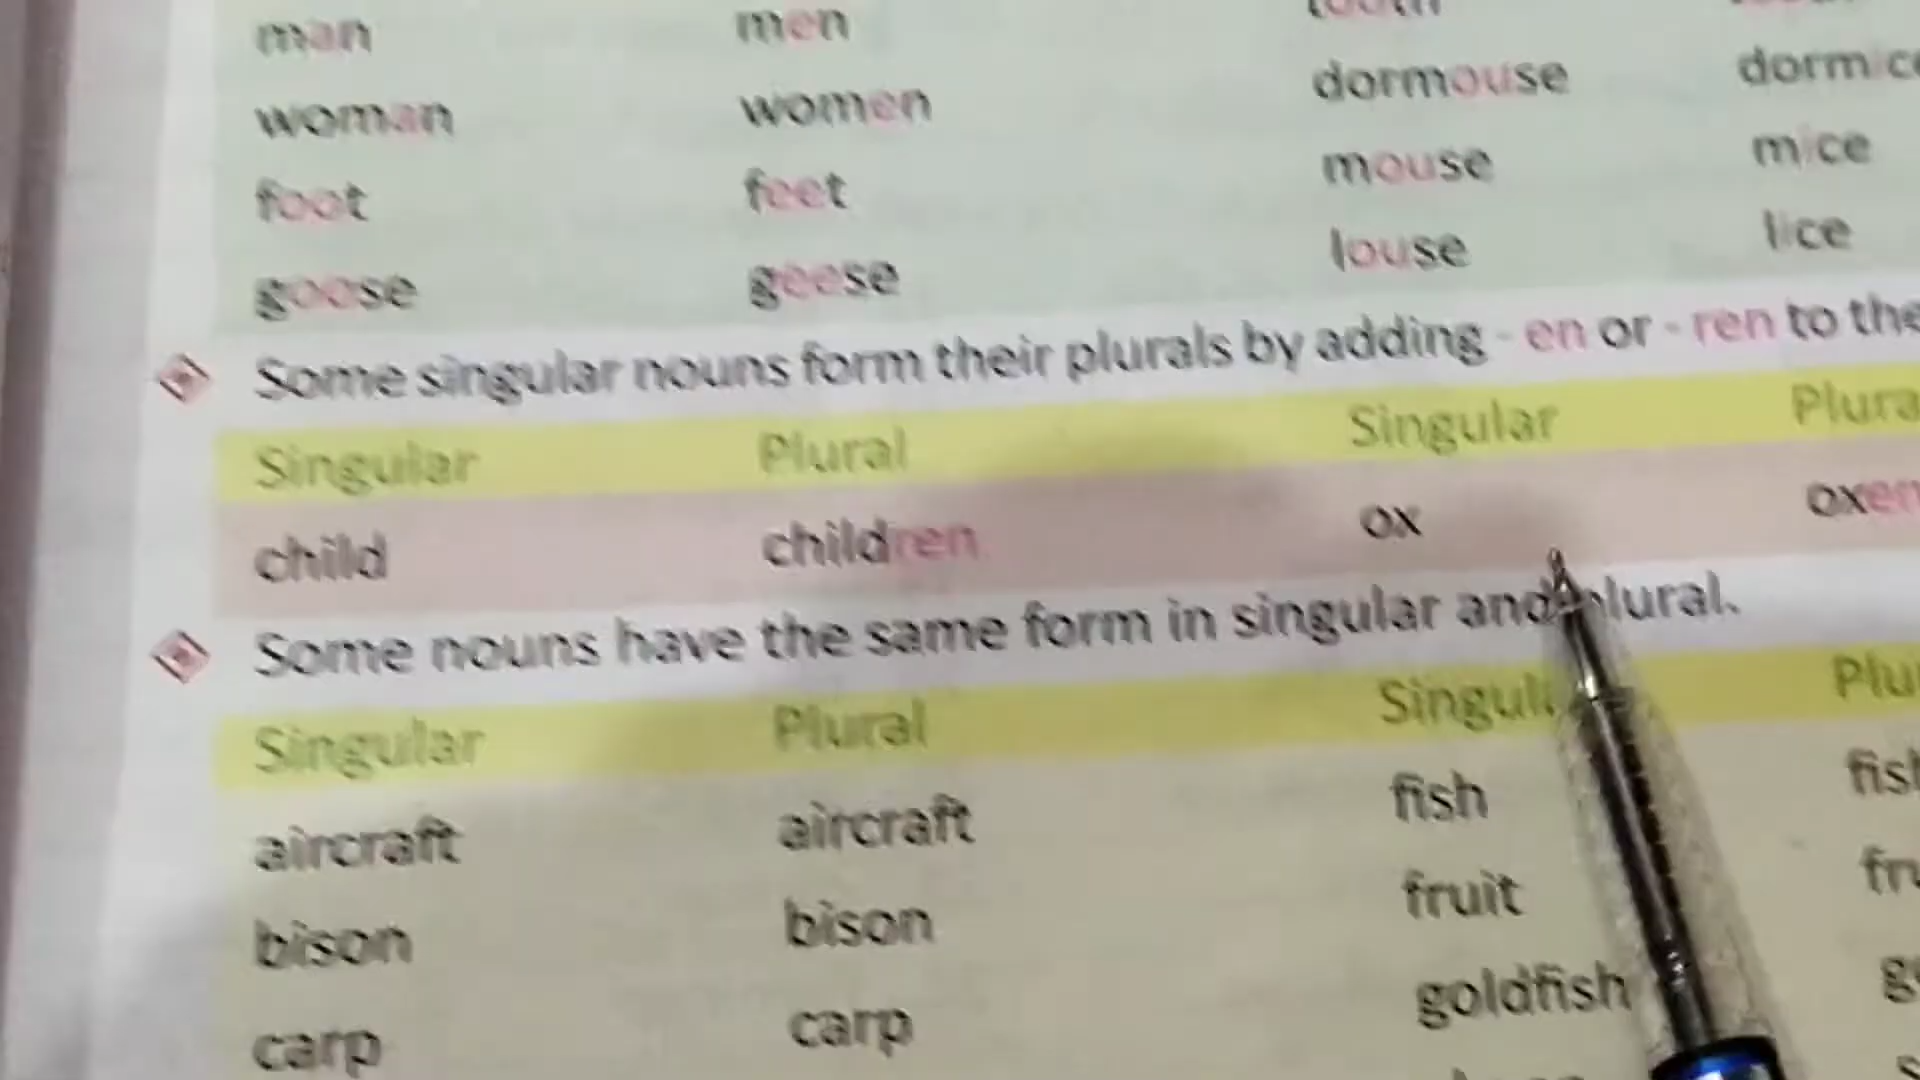 man men
woman women dormouse
foot feet mouse mice
goose geese louse lice
Some singular nouns form their plurals by adding - en or - ren to the
Singular Plural Singular
child children ox oxen
Some nouns have the same form in singular and plural.
Singular Plural
aircraft aircraft fish
bison bison fruit
carp carp goldfish